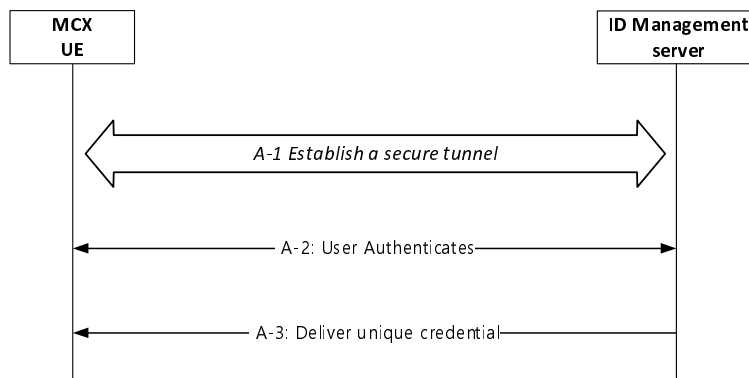 MCX
UE
ID Management
server
A-1 Establish a secure tunnel
A-2: User Authenticates
A-3: Deliver unique credential